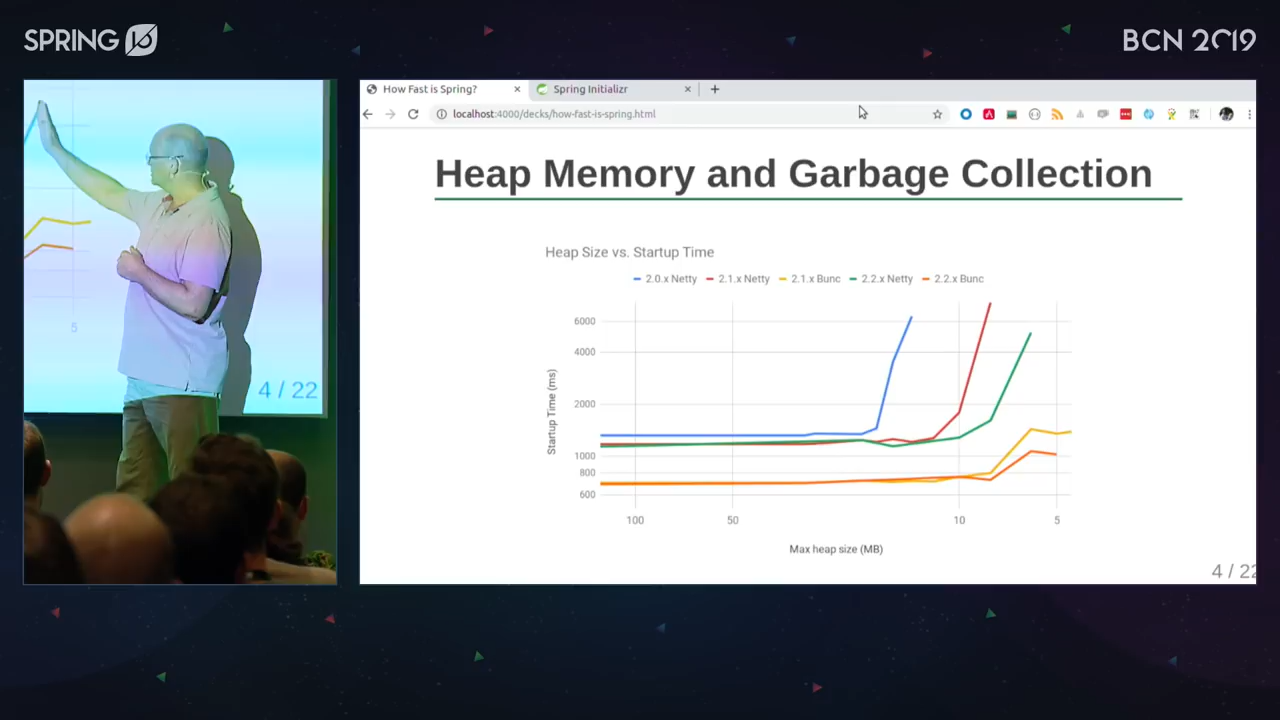 SPRING IO
BCN 2019
5
4 / 22
How Fast is Spring?
Spring Initializr
localhost:4000/decks/how-fast-is-spring.html
Heap Memory and Garbage Collection
Heap Size vs. Startup Time
2.0.x Netty 2.1.x Netty 2.1.x Bunc 2.2.x Netty 2.2.x Bunc
6000
4000
2000
1000
800
600
Startup Time (ms)
100 50 10 5
Max heap size (MB)
4 / 22